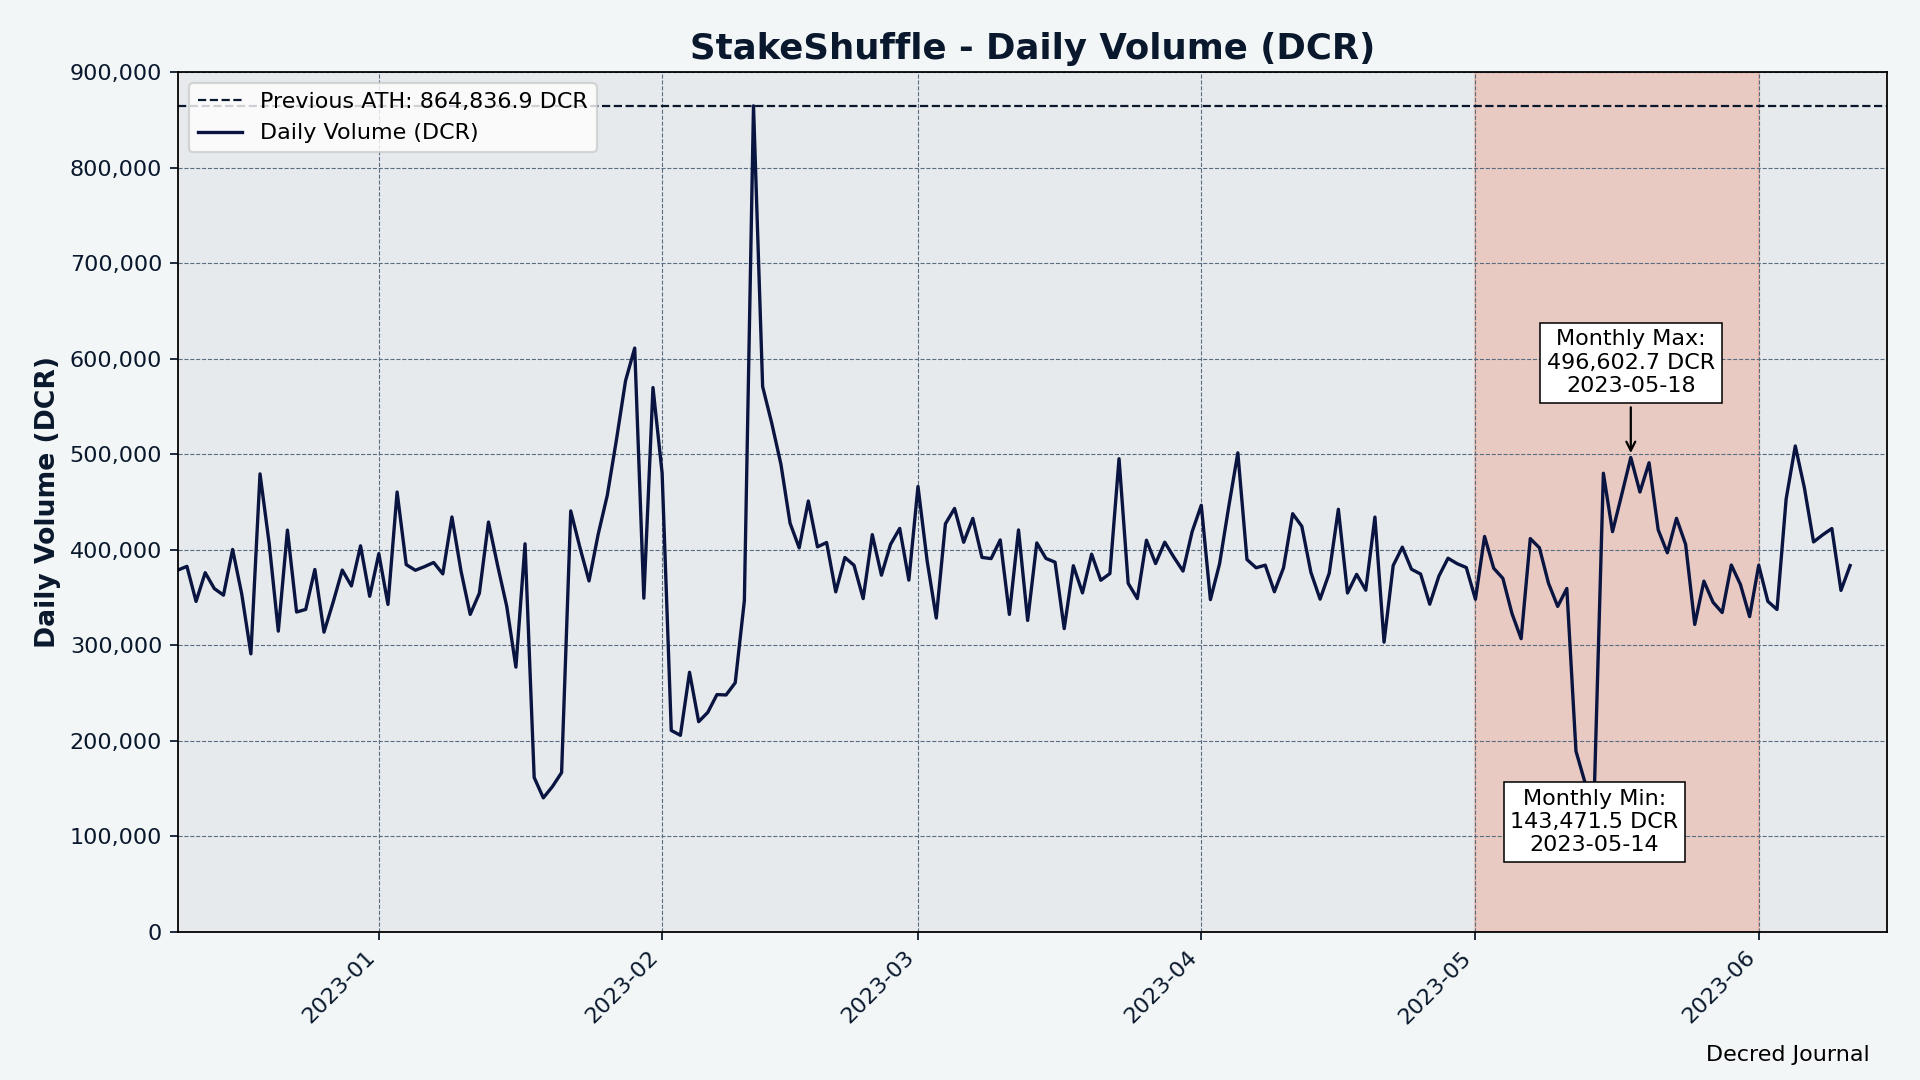 StakeShuffle - Daily Volume (DCR)
Previous ATH: 864,836.9 DCR
Daily Volume (DCR)
Daily Volume (DCR)
900,000
800,000
700,000
600,000
500,000
400,000
300,000
200,000
100,000
0
Monthly Max:
496,602.7 DCR
2023-05-18
Monthly Min:
143,471.5 DCR
2023-05-14
2023-01
2023-02
2023-03
2023-04
2023-05
2023-06
Decred Journal